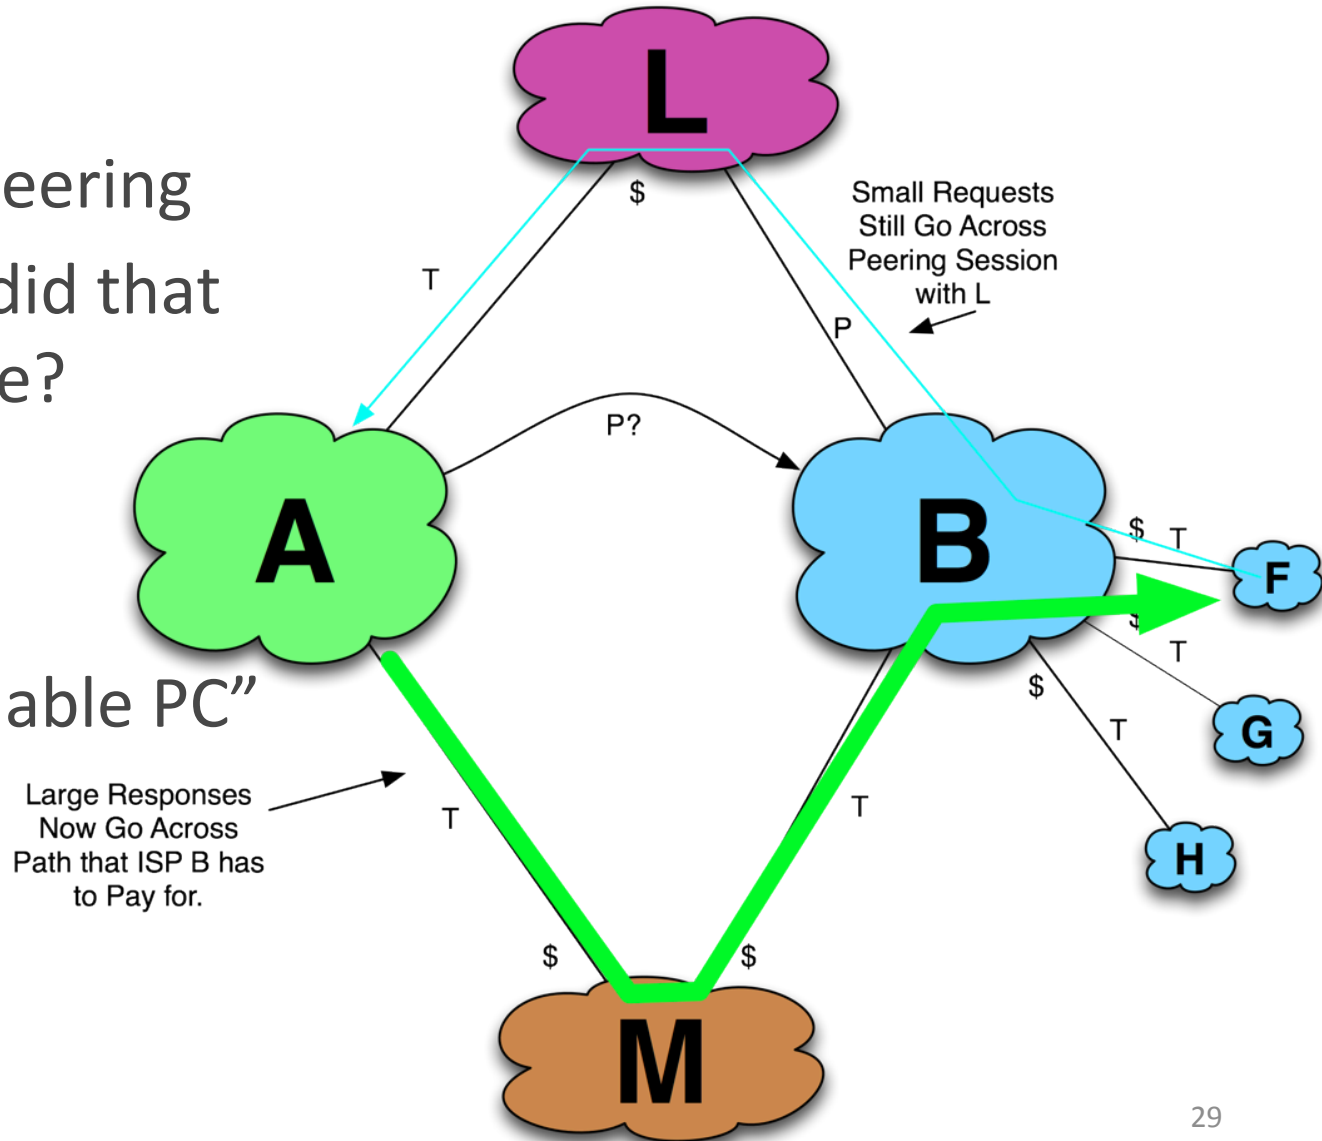 L
eering
$
Small Requests
Still Go Across
Peering Session
with L
did that
T
P
e?
P?
A
B
$ T
F
$
T
able PC”
$
G
T
Large Responses
Now Go Across
Path that ISP B has
to Pay for.
T
T
H
$
$
M
29